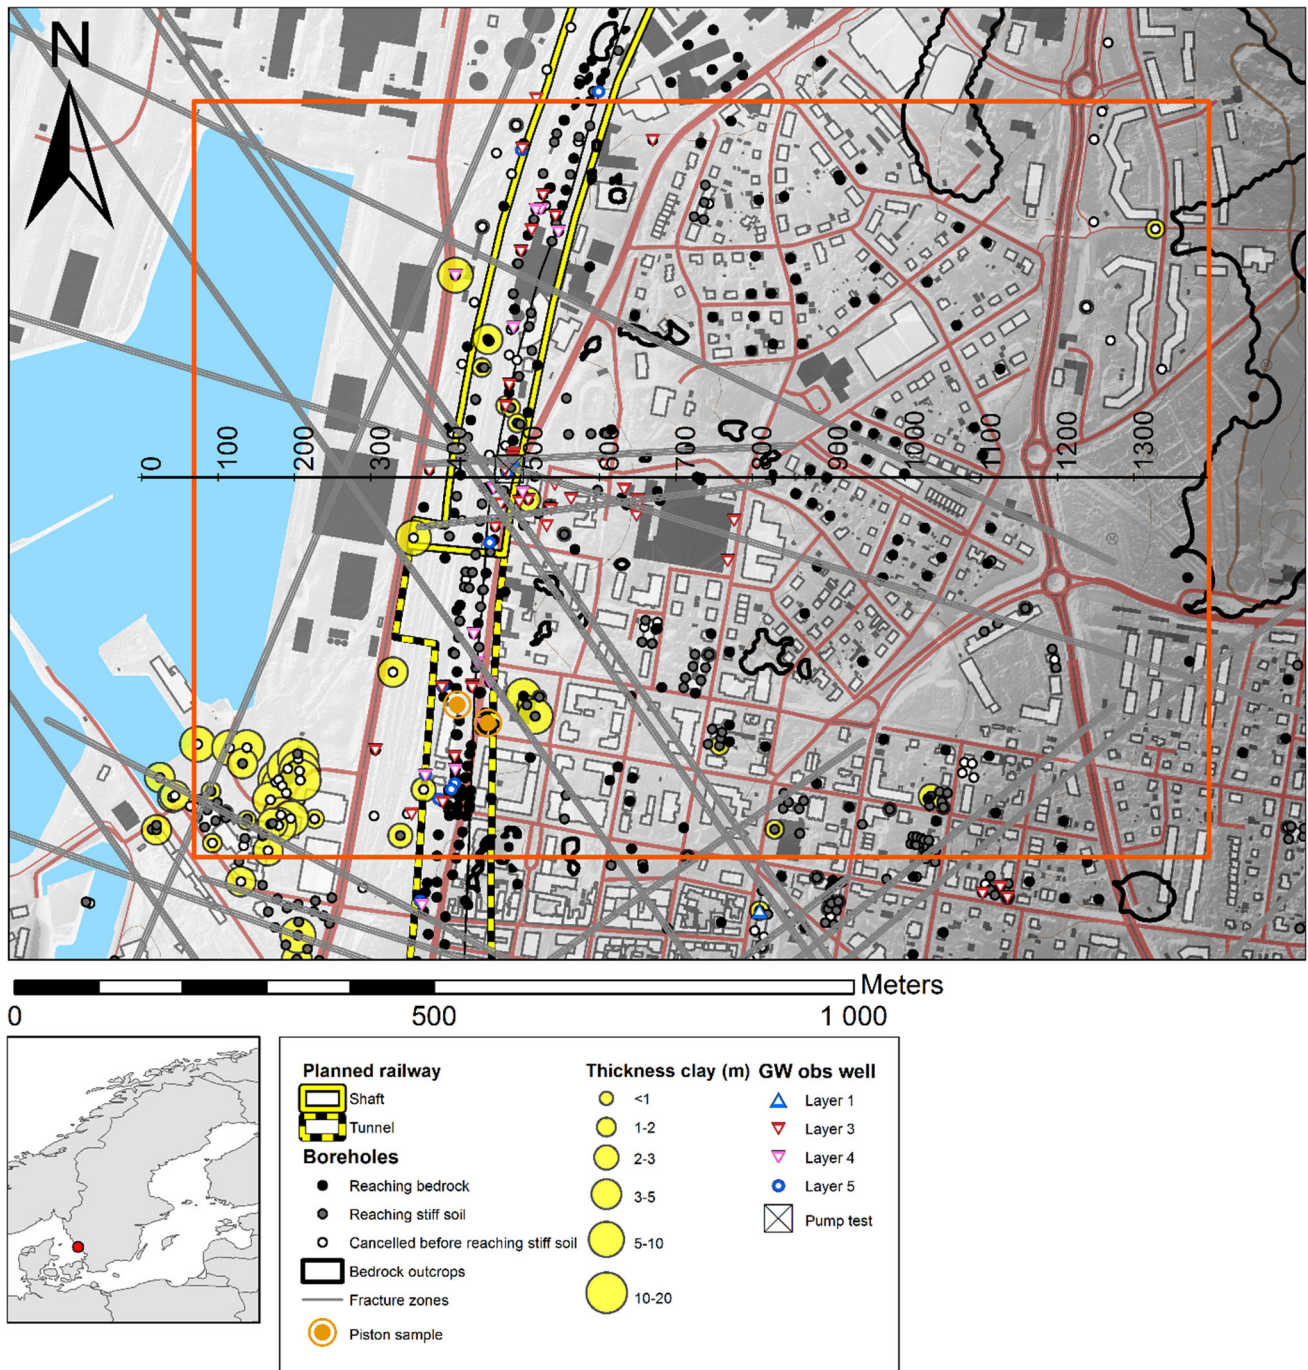 N
0
100
200
300
400
500
600
700
800
900
1000
1100
1200
1300
Meters
0
500
1 000
Planned railway
Shaft
Tunnel
Boreholes
Reaching bedrock
Reaching stiff soil
Cancelled before reaching stiff soil
Bedrock outcrops
Fracture zones
Piston sample
Thickness clay (m)
<1
1-2
2-3
3-5
5-10
10-20
GW obs well
Layer 1
Layer 3
Layer 4
Layer 5
Pump test